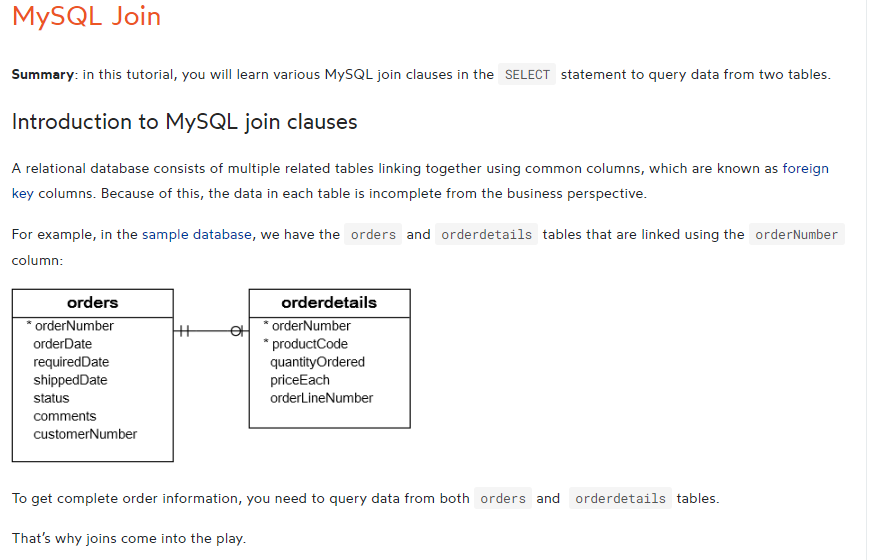 MySQL Join
Summary: in this tutorial, you will learn various MySQL join clauses in the SELECT statement to query data from two tables.
Introduction to MySQL join clauses
A relational database consists of multiple related tables linking together using common columns, which are known as foreign
key columns. Because of this, the data in each table is incomplete from the business perspective.
For example, in the sample database, we have the orders and orderdetails tables that are linked using the orderNumber
column:
orders
* orderNumber
orderDate
requiredDate
shippedDate
status
comments
customerNumber
orderdetails
* orderNumber
* productCode
quantityOrdered
priceEach
orderLineNumber
To get complete order information, you need to query data from both orders and orderdetails tables.
That's why joins come into the play.